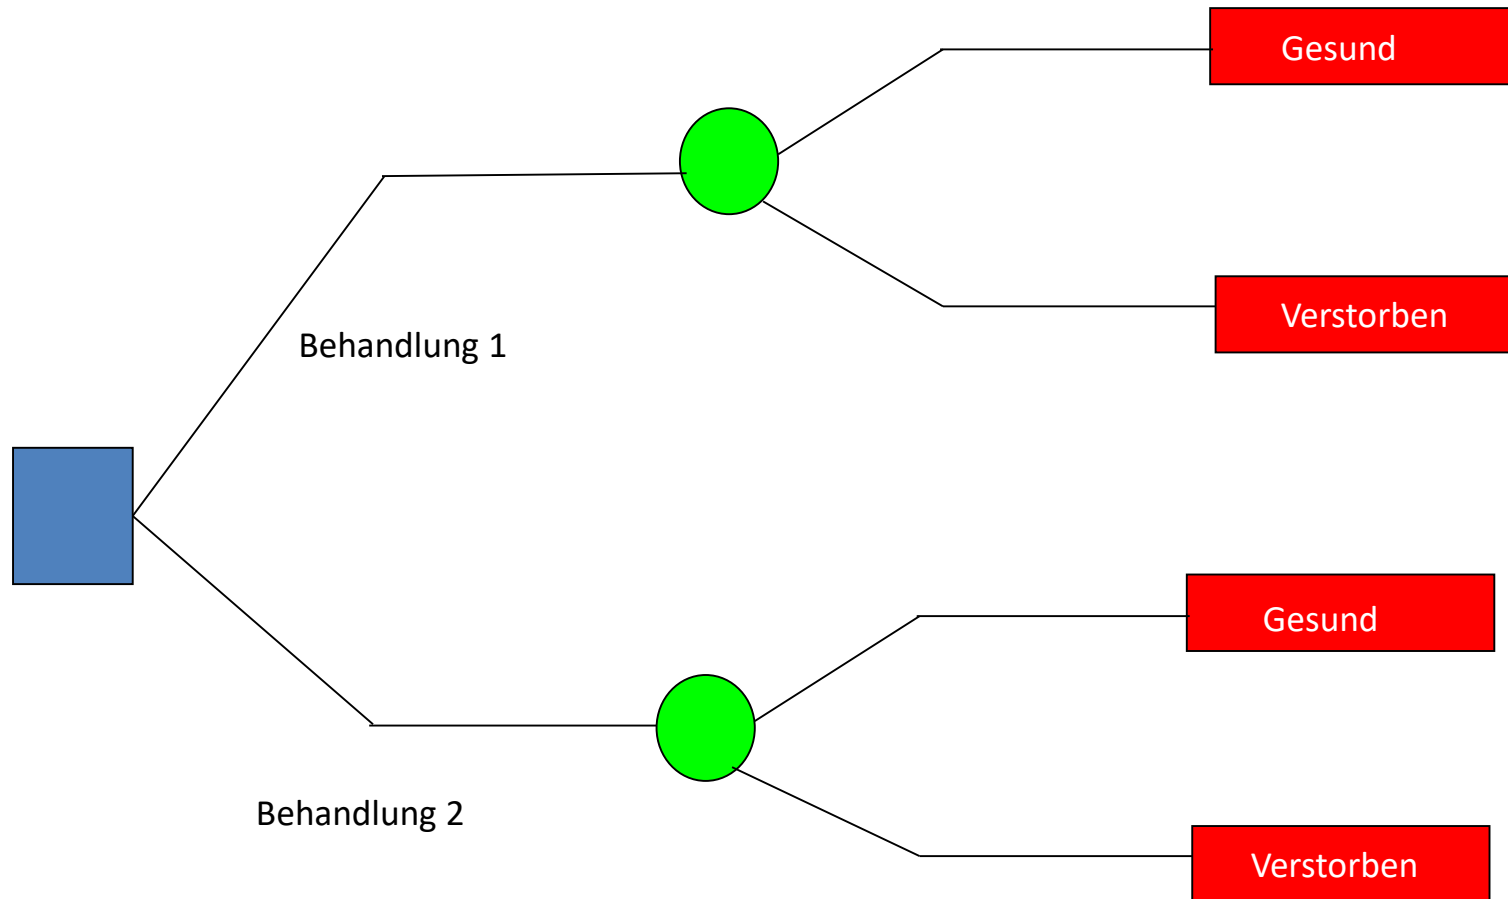 Gesund
Verstorben
Behandlung 1
Gesund
Behandlung 2
Verstorben